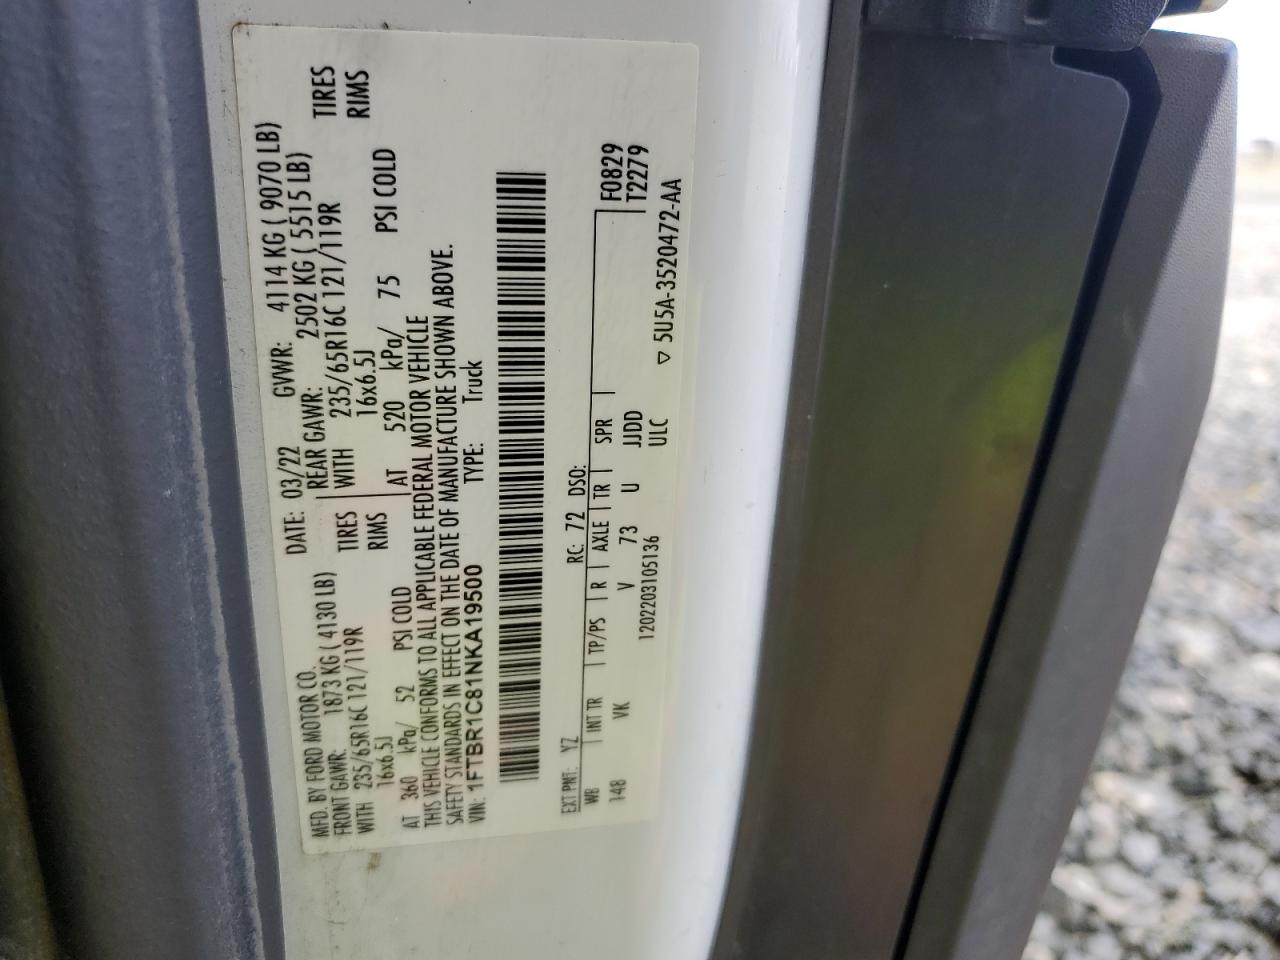 MFD. BY FORD MOTOR CO.
DATE: 03/22 GVWR: 4114 KG ( 9070 LB)
FRONT GAWR: 1873 KG ( 4130 LB) REAR GAWR: 2502 KG ( 5515 LB)
WITH 235/65R16C 121/119R TIRES WITH 235/65R16C 121/119R TIRES
16x6.5J RIMS 16x6.5J RIMS
AT 360 kPa/ 52 PSI COLD AT 520 kPa/ 75 PSI COLD
THIS VEHICLE CONFORMS TO ALL APPLICABLE FEDERAL MOTOR VEHICLE
SAFETY STANDARDS IN EFFECT ON THE DATE OF MANUFACTURE SHOWN ABOVE.
VIN: 1FTBR1C81NKA19500 TYPE: Truck
EXT PNT: YZ RC: 72 DSO:
WB INT TR TP/PS R AXLE TR SPR F0829
148 VK V 73 U JJDD T2279
ULC
1202203105136 ▽ 5U5A-3520472-AA